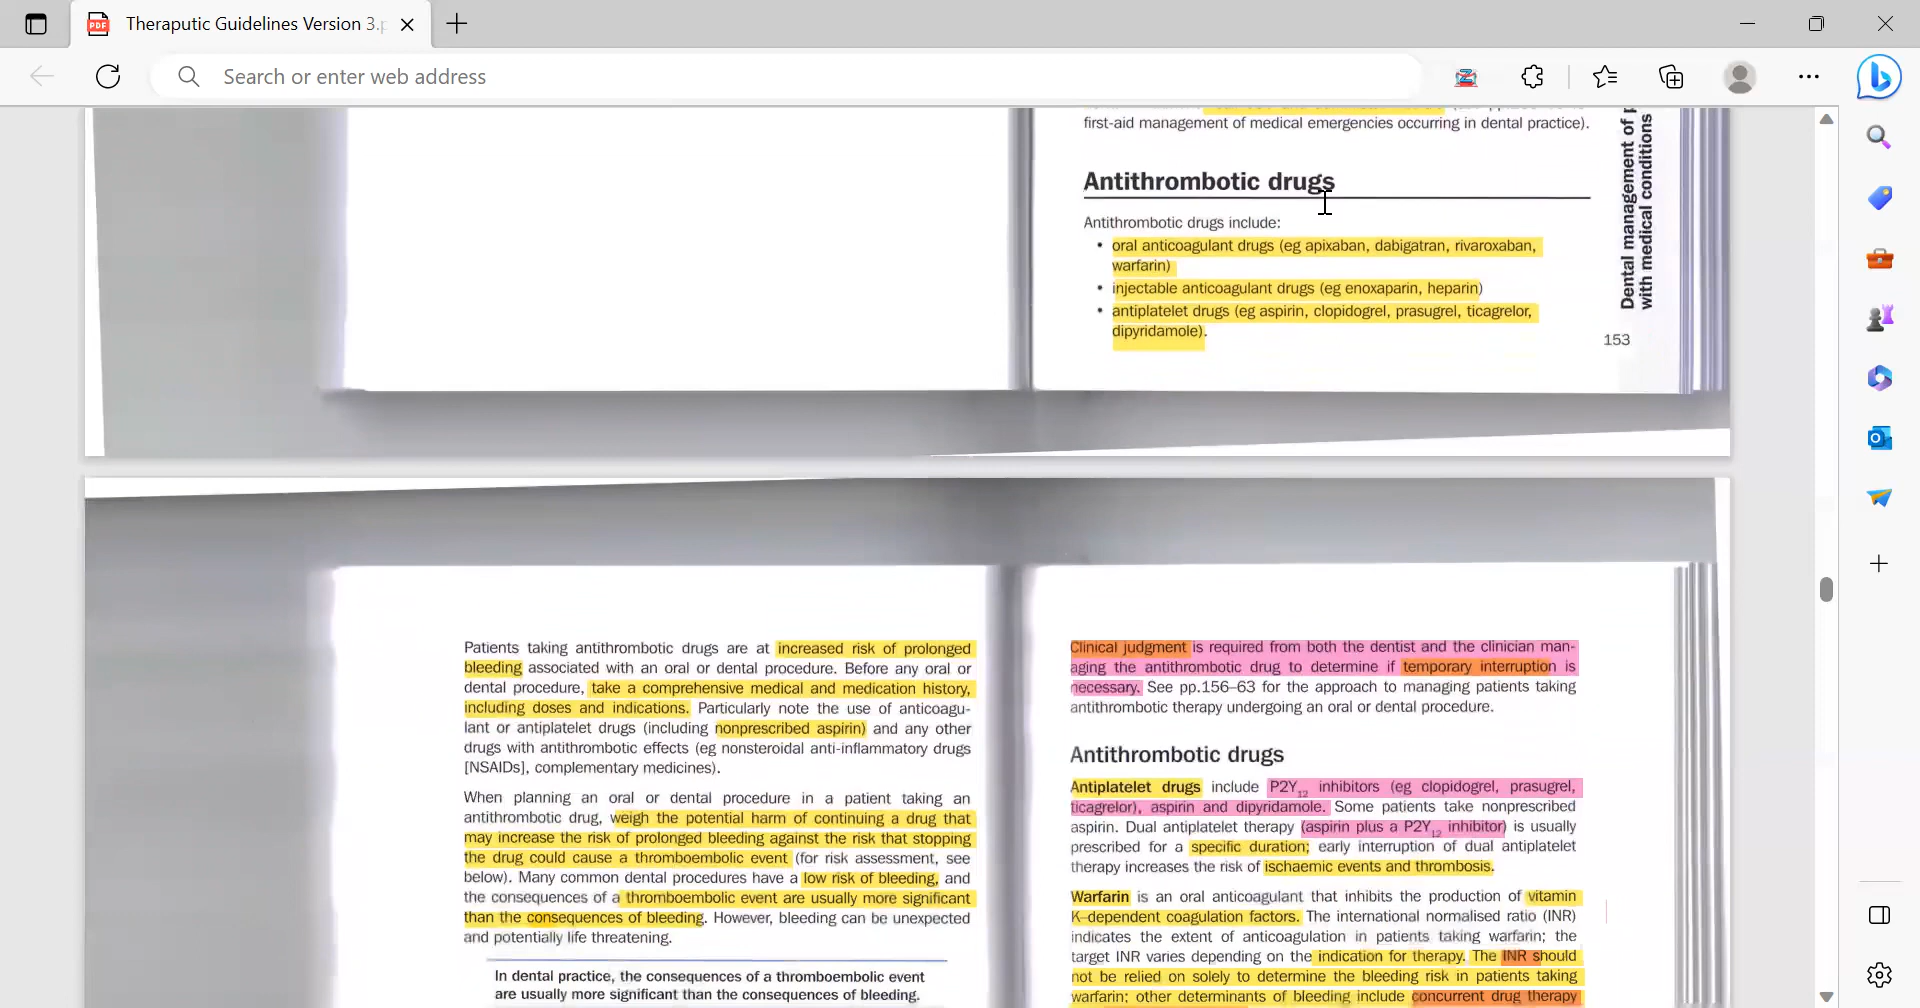 Theraputic Guidelines Version 3.p
Search or enter web address
first-aid management of medical emergencies occurring in dental practice).
Antithrombotic drugs
Antithrombotic drugs include:
• oral anticoagulant drugs (eg apixaban, dabigatran, rivaroxaban,
warfarin)
• injectable anticoagulant drugs (eg enoxaparin, heparin)
• antiplatelet drugs (eg aspirin, clopidogrel, prasugrel, ticagrelor,
dipyridamole).
Dental management of p
with medical conditions
153
Patients taking antithrombotic drugs are at increased risk of prolonged
bleeding associated with an oral or dental procedure. Before any oral or
dental procedure, take a comprehensive medical and medication history,
including doses and indications. Particularly note the use of anticoagu-
lant or antiplatelet drugs (including nonprescribed aspirin) and any other
drugs with antithrombotic effects (eg nonsteroidal anti-inflammatory drugs
[NSAIDs], complementary medicines).
When planning an oral or dental procedure in a patient taking an
antithrombotic drug, weigh the potential harm of continuing a drug that
may increase the risk of prolonged bleeding against the risk that stopping
the drug could cause a thromboembolic event (for risk assessment, see
below). Many common dental procedures have a low risk of bleeding, and
the consequences of a thromboembolic event are usually more significant
than the consequences of bleeding. However, bleeding can be unexpected
and potentially life threatening.
In dental practice, the consequences of a thromboembolic event
are usually more significant than the consequences of bleeding.
Clinical judgment is required from both the dentist and the clinician man-
aging the antithrombotic drug to determine if temporary interruption is
necessary. See pp.156–63 for the approach to managing patients taking
antithrombotic therapy undergoing an oral or dental procedure.
Antithrombotic drugs
Antiplatelet drugs include P2Y12 inhibitors (eg clopidogrel, prasugrel,
ticagrelor), aspirin and dipyridamole. Some patients take nonprescribed
aspirin. Dual antiplatelet therapy (aspirin plus a P2Y12 inhibitor) is usually
prescribed for a specific duration; early interruption of dual antiplatelet
therapy increases the risk of ischaemic events and thrombosis.
Warfarin is an oral anticoagulant that inhibits the production of vitamin
K–dependent coagulation factors. The international normalised ratio (INR)
indicates the extent of anticoagulation in patients taking warfarin; the
target INR varies depending on the indication for therapy. The INR should
not be relied on solely to determine the bleeding risk in patients taking
warfarin; other determinants of bleeding include concurrent drug therapy